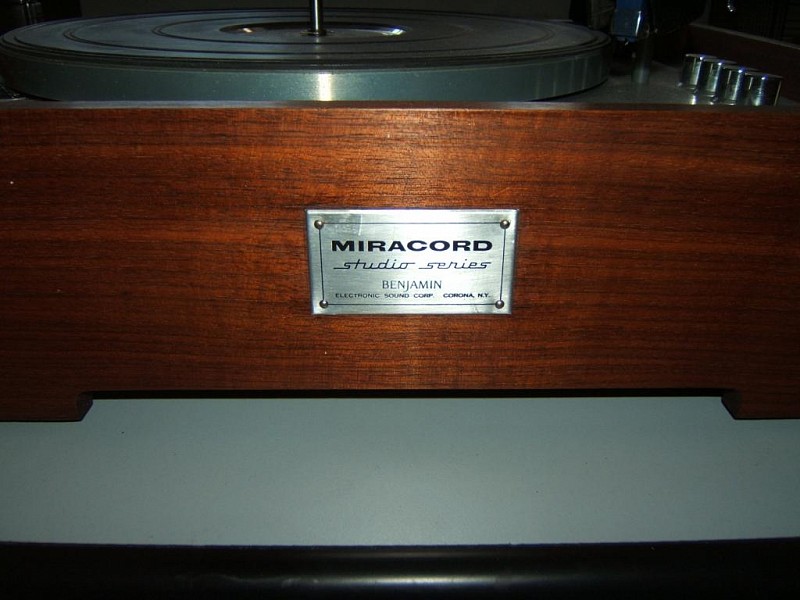 MIRACORD
studio series
BENJAMIN
ELECTRONIC SOUND CORP. CORONA, N.Y.